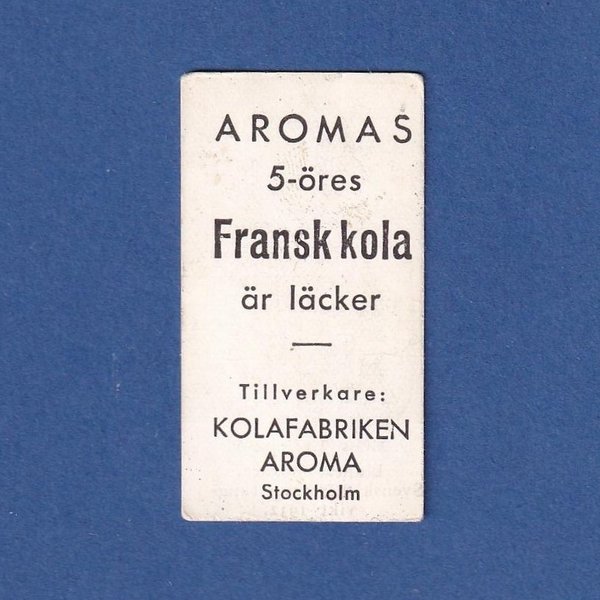 AROMAS
5-öres
Fransk kola
är läcker
Tillverkare:
KOLAFABRIKEN
AROMA
Stockholm